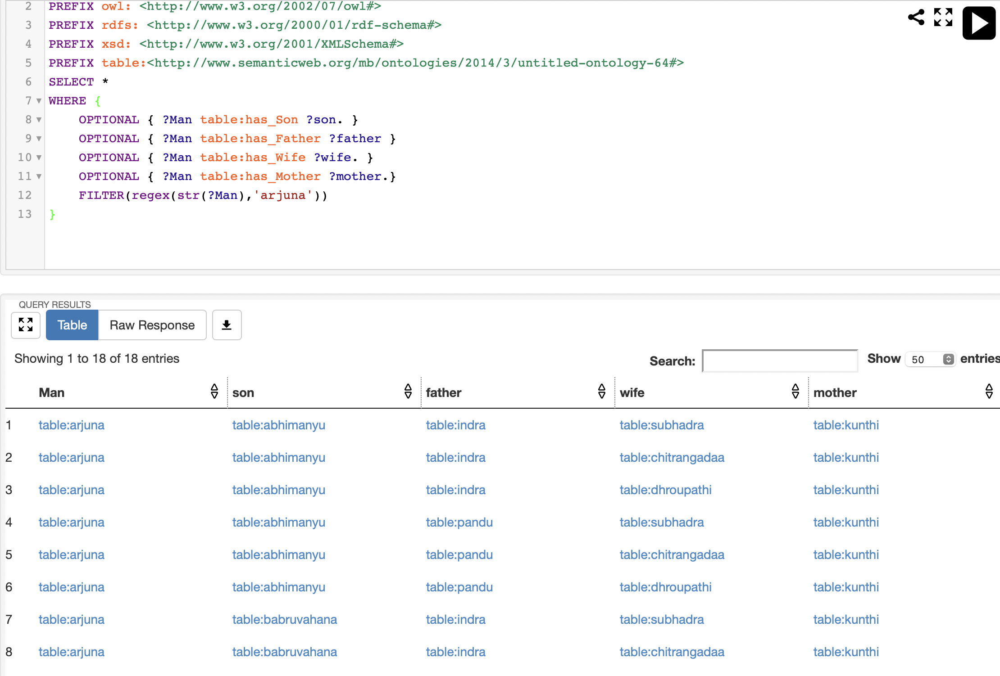 2 PREFIX owl: <http://www.w3.org/2002/07/owl#>
3 PREFIX rdfs: <http://www.w3.org/2000/01/rdf-schema#>
4 PREFIX xsd: <http://www.w3.org/2001/XMLSchema#>
5 PREFIX table:<http://www.semanticweb.org/mb/ontologies/2014/3/untitled-ontology-64#>
6 SELECT *
7 WHERE {
8 OPTIONAL { ?Man table:has_Son ?son. }
9 OPTIONAL { ?Man table:has_Father ?father }
10 OPTIONAL { ?Man table:has_Wife ?wife. }
11 OPTIONAL { ?Man table:has_Mother ?mother.}
12 FILTER(regex(str(?Man),'arjuna'))
13 }
QUERY RESULTS
Table Raw Response
Showing 1 to 18 of 18 entries Search: Show 50 entries
Man son father wife mother
1 table:arjuna table:abhimanyu table:indra table:subhadra table:kunthi
2 table:arjuna table:abhimanyu table:indra table:chitrangadaa table:kunthi
3 table:arjuna table:abhimanyu table:indra table:dhroupathi table:kunthi
4 table:arjuna table:abhimanyu table:pandu table:subhadra table:kunthi
5 table:arjuna table:abhimanyu table:pandu table:chitrangadaa table:kunthi
6 table:arjuna table:abhimanyu table:pandu table:dhroupathi table:kunthi
7 table:arjuna table:babruvahana table:indra table:subhadra table:kunthi
8 table:arjuna table:babruvahana table:indra table:chitrangadaa table:kunthi